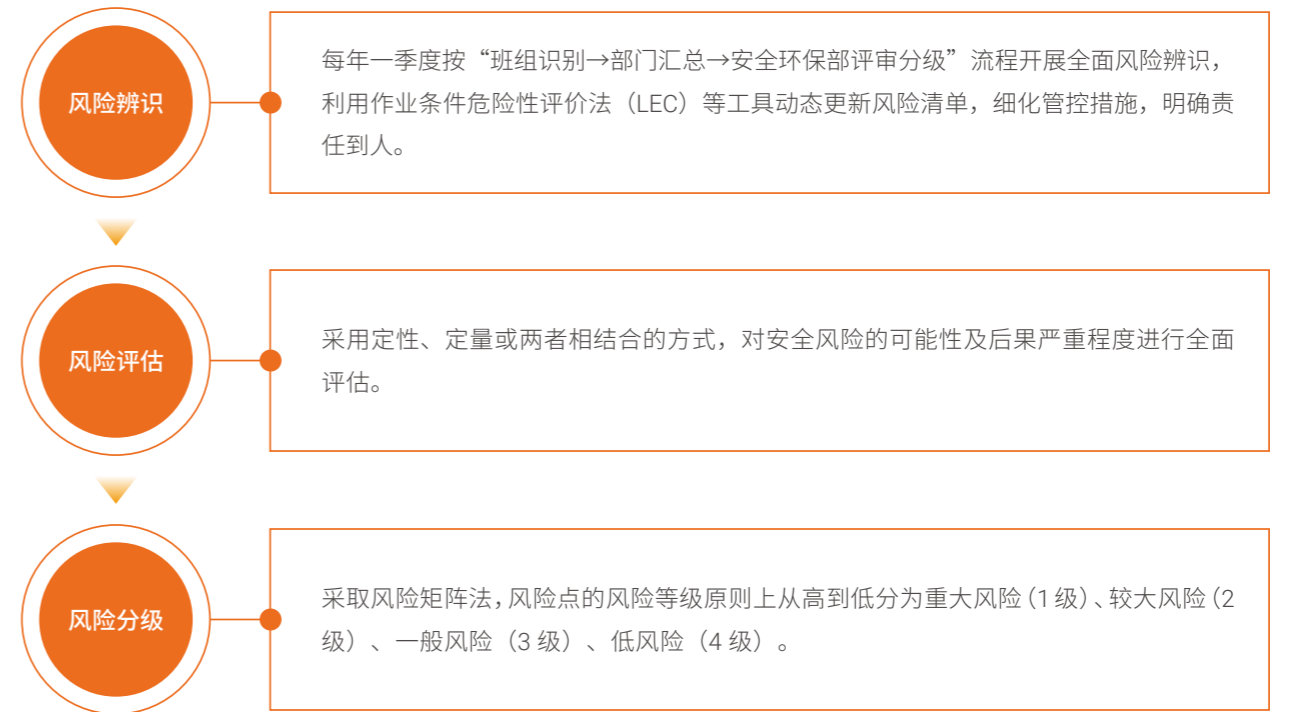 风险辨识
每年一季度按“班组识别→部门汇总→安全环保部评审分级”流程开展全面风险辨识，
利用作业条件危险性评价法（LEC）等工具动态更新风险清单，细化管控措施，明确责
任到人。
风险评估
采用定性、定量或两者相结合的方式，对安全风险的可能性及后果严重程度进行全面
评估。
风险分级
采取风险矩阵法，风险点的风险等级原则上从高到低分为重大风险（1 级）、较大风险（2
级）、一般风险（3 级）、低风险（4 级）。